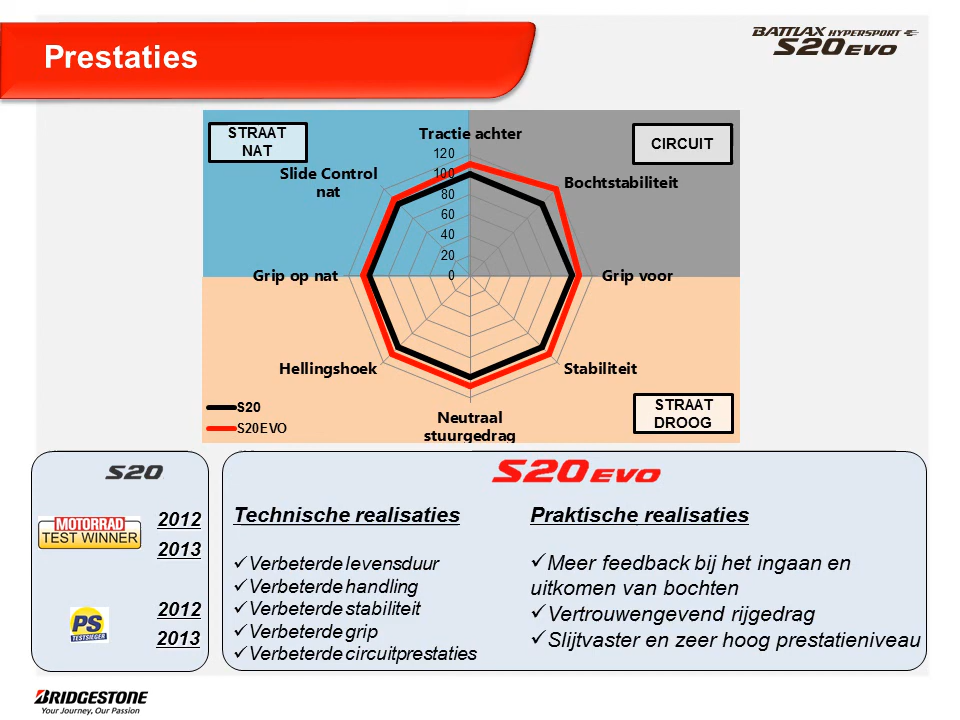 Prestaties
BATTLAX HYPERSPORT
S20 EVO
STRAAT
NAT
CIRCUIT
Tractie achter
120
100
80
60
40
20
0
Slide Control
nat
Bochtstabiliteit
Grip op nat
Grip voor
Hellingshoek
Stabiliteit
Neutraal
stuurgedrag
S20
S20EVO
STRAAT
DROOG
S20
MOTORRAD
TEST WINNER
2012
2013
PS
TESTSIEGER
2012
2013
S20 EVO
Technische realisaties
✓Verbeterde levensduur
✓Verbeterde handling
✓Verbeterde stabiliteit
✓Verbeterde grip
✓Verbeterde circuitprestaties
Praktische realisaties
✓Meer feedback bij het ingaan en
uitkomen van bochten
✓Vertrouwengevend rijgedrag
✓Slijtvaster en zeer hoog prestatieniveau
BRIDGESTONE
Your Journey, Our Passion